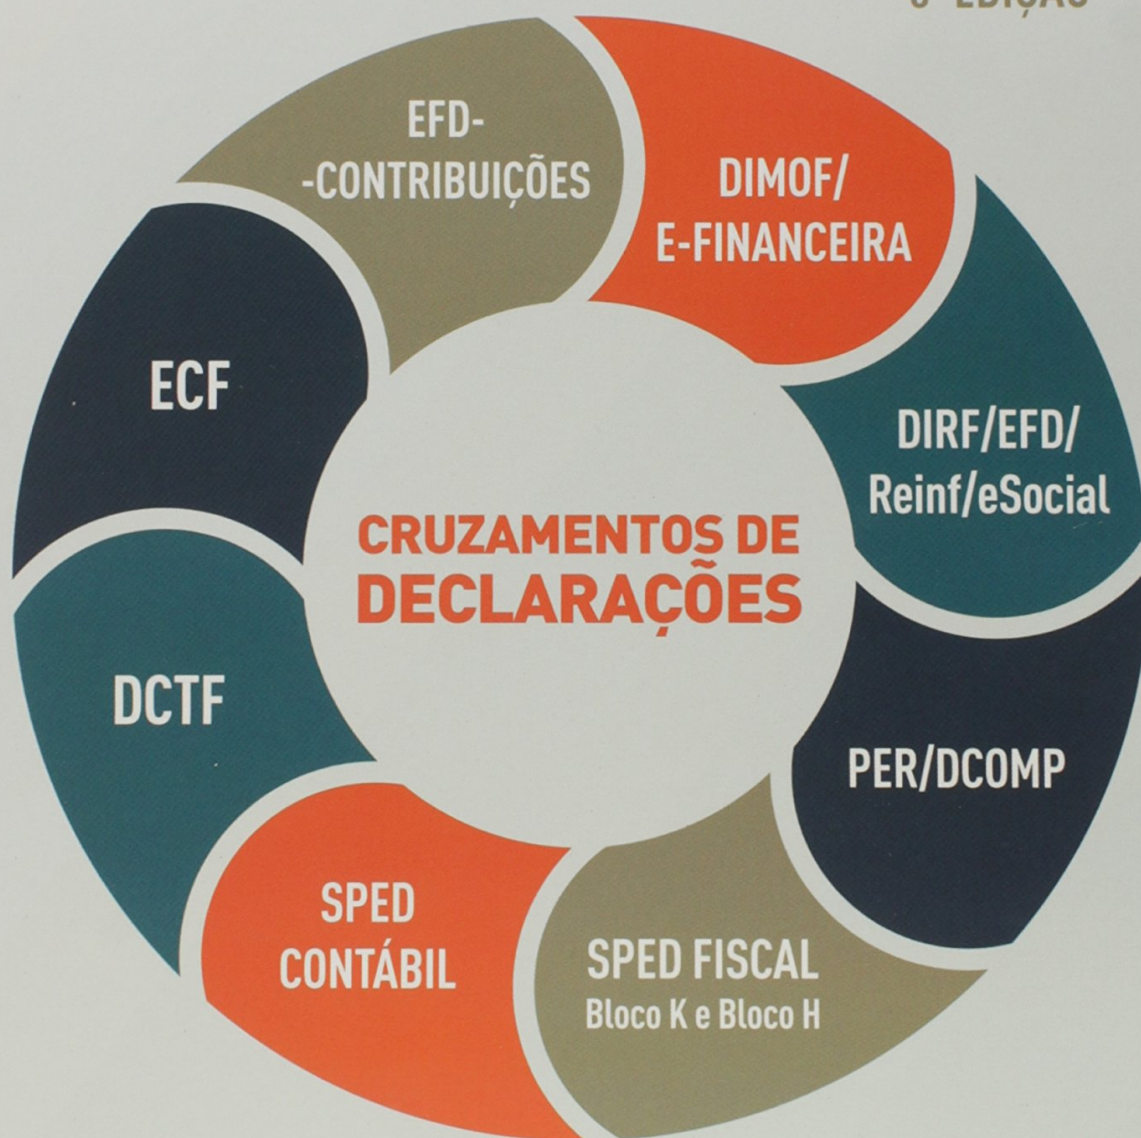 EDIÇÃO
EFD-
-CONTRIBUIÇÕES
DIMOF/
E-FINANCEIRA
ECF
DIRF/EFD/
Reinf/eSocial
CRUZAMENTOS DE
DECLARAÇÕES
DCTF
PER/DCOMP
SPED
CONTÁBIL
SPED FISCAL
Bloco K e Bloco H